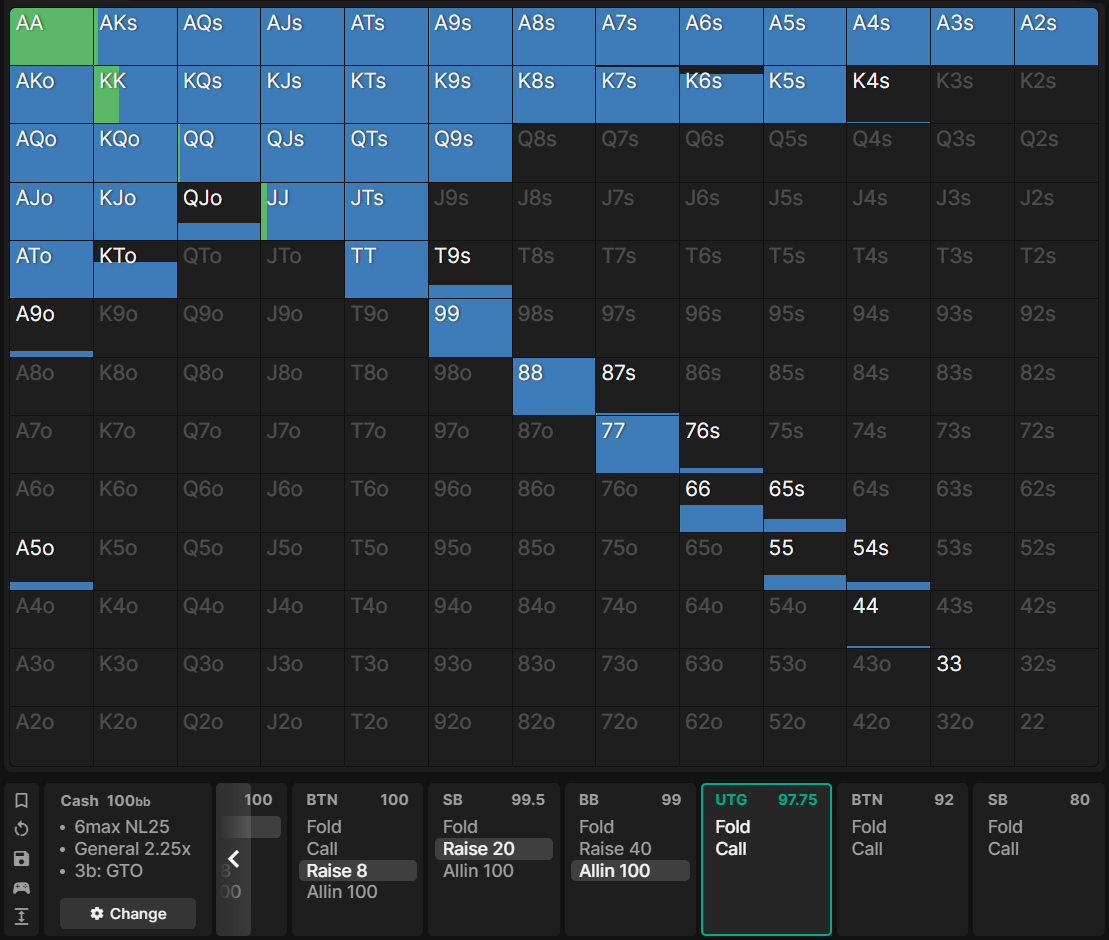 AA AKs AQs AJs ATs A9s A8s A7s A6s A5s A4s A3s A2s
AKo KK KQs KJs KTs K9s K8s K7s K6s K5s K4s K3s K2s
AQo KQo QQ QJs QTs Q9s Q8s Q7s Q6s Q5s Q4s Q3s Q2s
AJo KJo QJo JJ JTs J9s J8s J7s J6s J5s J4s J3s J2s
ATo KTo QTo JTo TT T9s T8s T7s T6s T5s T4s T3s T2s
A9o K9o Q9o J9o T9o 99 98s 97s 96s 95s 94s 93s 92s
A8o K8o Q8o J8o T8o 98o 88 87s 86s 85s 84s 83s 82s
A7o K7o Q7o J7o T7o 97o 87o 77 76s 75s 74s 73s 72s
A6o K6o Q6o J6o T6o 96o 86o 76o 66 65s 64s 63s 62s
A5o K5o Q5o J5o T5o 95o 85o 75o 65o 55 54s 53s 52s
A4o K4o Q4o J4o T4o 94o 84o 74o 64o 54o 44 43s 42s
A3o K3o Q3o J3o T3o 93o 83o 73o 63o 53o 43o 33 32s
A2o K2o Q2o J2o T2o 92o 82o 72o 62o 52o 42o 32o 22
Cash 100bb
• 6max NL25
• General 2.25x
• 3b: GTO
Change
100
8
00
BTN 100
Fold
Call
Raise 8
Allin 100
SB 99.5
Fold
Raise 20
Allin 100
BB 99
Fold
Raise 40
Allin 100
UTG 97.75
Fold
Call
BTN 92
Fold
Call
SB 80
Fold
Call